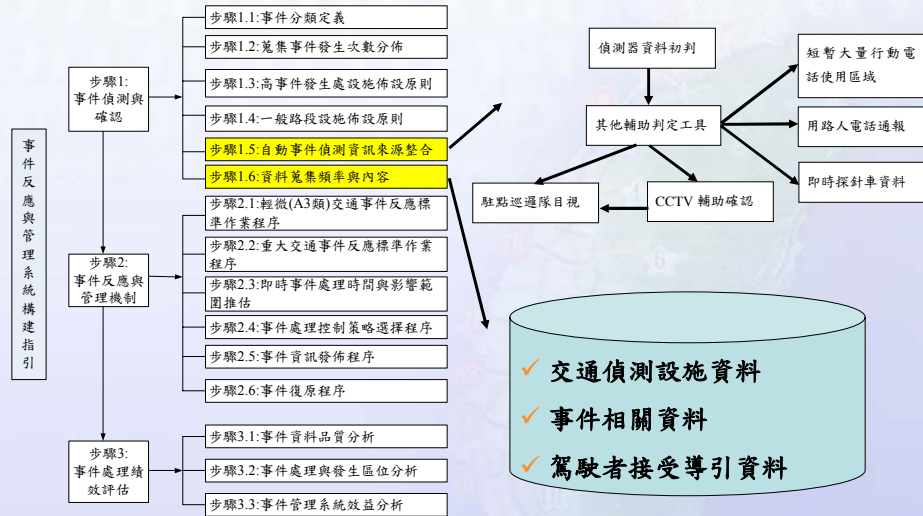 事件反應與管理系統構建指引
步驟1:
事件偵測與
確認
步驟1.1:事件分類定義
步驟1.2:蒐集事件發生次數分佈
步驟1.3:高事件發生處設施佈設原則
步驟1.4:一般路段設施佈設原則
步驟1.5:自動事件偵測資訊來源整合
步驟1.6:資料蒐集頻率與內容
步驟2:
事件反應與
管理機制
步驟2.1:輕微(A3類)交通事件反應標
準作業程序
步驟2.2:重大交通事件反應標準作業
程序
步驟2.3:即時事件處理時間與影響範
圍推估
步驟2.4:事件處理控制策略選擇程序
步驟2.5:事件資訊發佈程序
步驟2.6:事件復原程序
步驟3:
事件處理績
效評估
步驟3.1:事件資料品質分析
步驟3.2:事件處理與發生區位分析
步驟3.3:事件管理系統效益分析
偵測器資料初判
其他輔助判定工具
短暫大量行動電
話使用區域
用路人電話通報
即時探針車資料
駐點巡邏隊目視
CCTV 輔助確認
✓ 交通偵測設施資料
✓ 事件相關資料
✓ 駕駛者接受導引資料